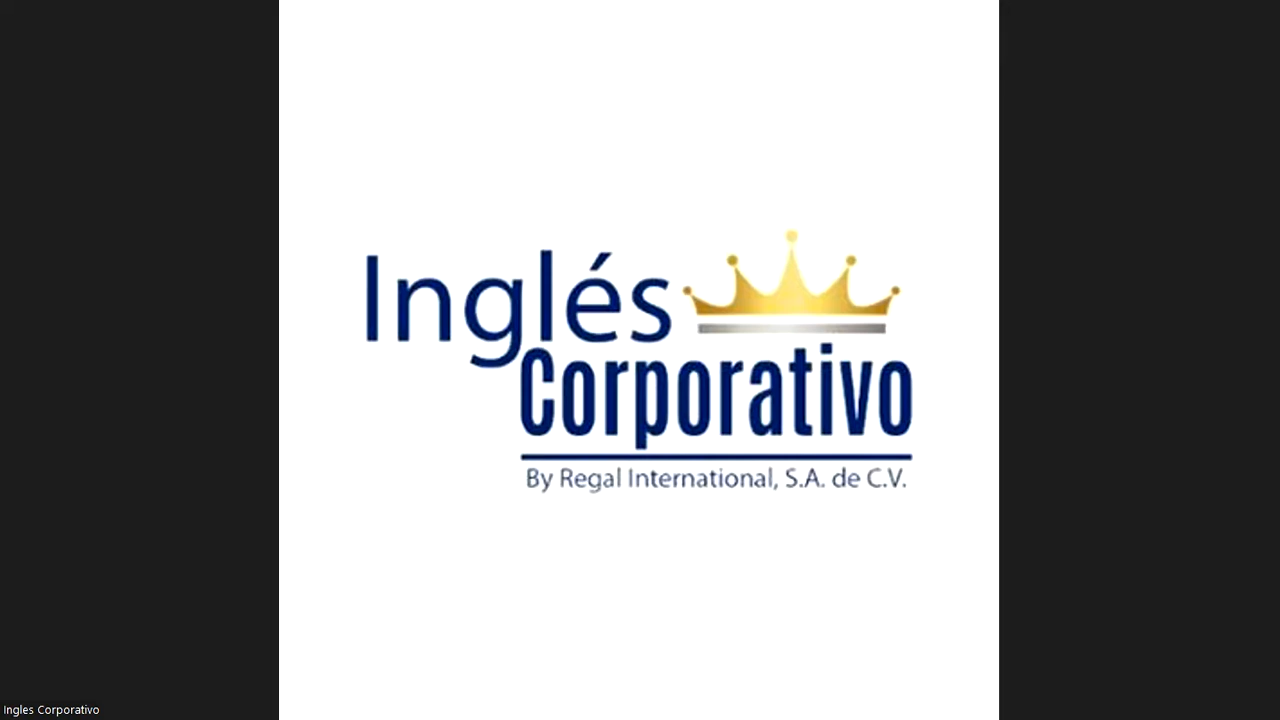 Inglés
Corporativo
By Regal International, S.A. de C.V.
Ingles Corporativo